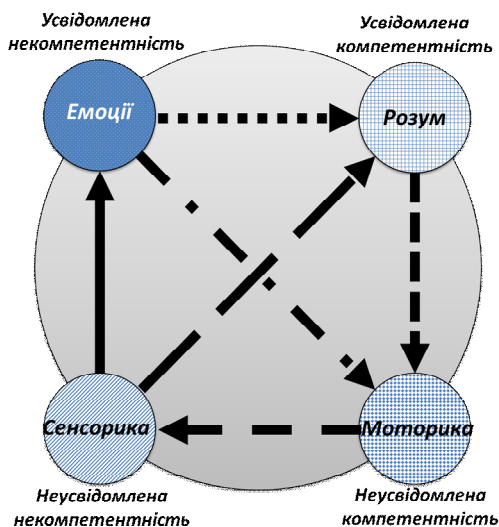 Усвідомлена
некомпетентність
Усвідомлена
компетентність
Емоції
Розум
Сенсорика
Моторика
Неусвідомлена
некомпетентність
Неусвідомлена
компетентність